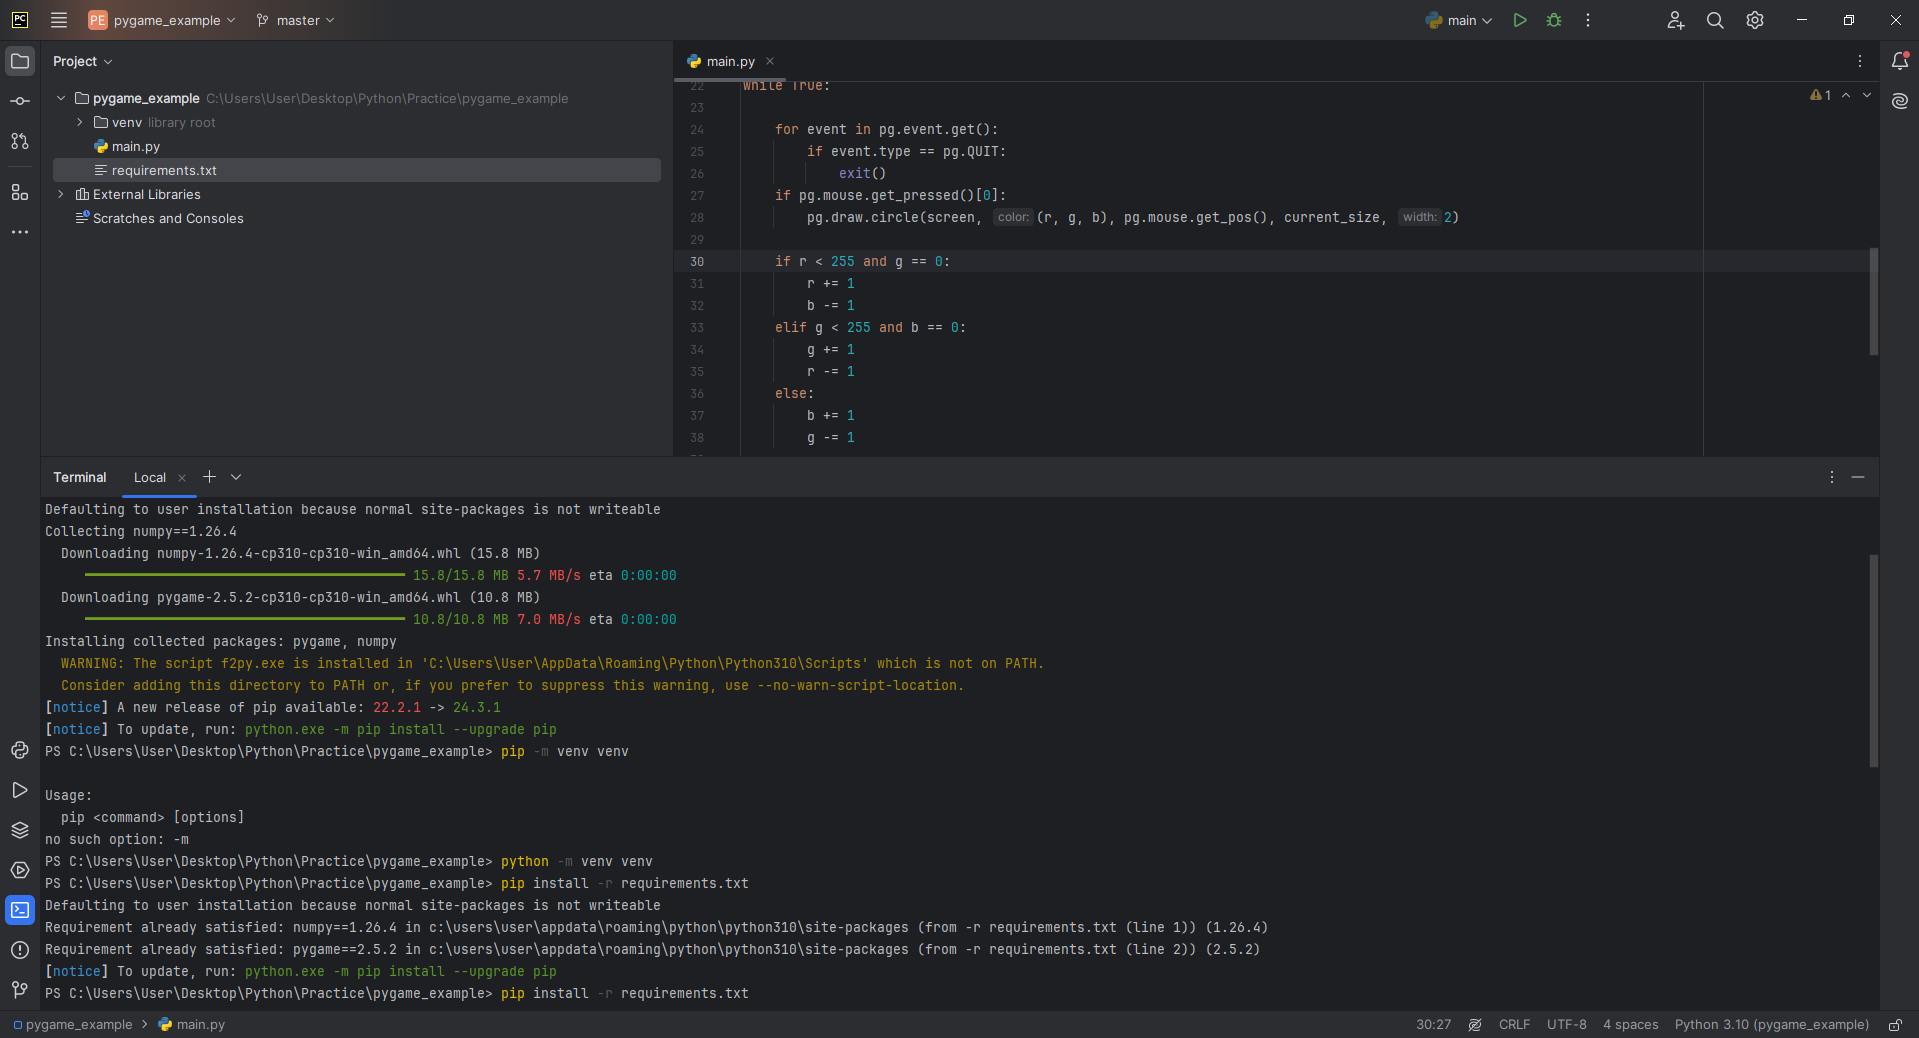 PC
PE pygame_example
master
main
Project
pygame_example C:\Users\User\Desktop\Python\Practice\pygame_example
venv library root
main.py
requirements.txt
External Libraries
Scratches and Consoles
main.py
1
22 while True:
23
24 for event in pg.event.get():
25 if event.type == pg.QUIT:
26 exit()
27 if pg.mouse.get_pressed()[0]:
28 pg.draw.circle(screen, color: (r, g, b), pg.mouse.get_pos(), current_size, width: 2)
29
30 if r < 255 and g == 0:
31 r += 1
32 b -= 1
33 elif g < 255 and b == 0:
34 g += 1
35 r -= 1
36 else:
37 b += 1
38 g -= 1
Terminal
Local
Defaulting to user installation because normal site-packages is not writeable
Collecting numpy==1.26.4
Downloading numpy-1.26.4-cp310-cp310-win_amd64.whl (15.8 MB)
15.8/15.8 MB 5.7 MB/s eta 0:00:00
Downloading pygame-2.5.2-cp310-cp310-win_amd64.whl (10.8 MB)
10.8/10.8 MB 7.0 MB/s eta 0:00:00
Installing collected packages: pygame, numpy
WARNING: The script f2py.exe is installed in 'C:\Users\User\AppData\Roaming\Python\Python310\Scripts' which is not on PATH.
Consider adding this directory to PATH or, if you prefer to suppress this warning, use --no-warn-script-location.
[notice] A new release of pip available: 22.2.1 -> 24.3.1
[notice] To update, run: python.exe -m pip install --upgrade pip
PS C:\Users\User\Desktop\Python\Practice\pygame_example> pip -m venv venv
Usage:
pip <command> [options]
no such option: -m
PS C:\Users\User\Desktop\Python\Practice\pygame_example> python -m venv venv
PS C:\Users\User\Desktop\Python\Practice\pygame_example> pip install -r requirements.txt
Defaulting to user installation because normal site-packages is not writeable
Requirement already satisfied: numpy==1.26.4 in c:\users\user\appdata\roaming\python\python310\site-packages (from -r requirements.txt (line 1)) (1.26.4)
Requirement already satisfied: pygame==2.5.2 in c:\users\user\appdata\roaming\python\python310\site-packages (from -r requirements.txt (line 2)) (2.5.2)
[notice] To update, run: python.exe -m pip install --upgrade pip
PS C:\Users\User\Desktop\Python\Practice\pygame_example> pip install -r requirements.txt
pygame_example > main.py
30:27 CRLF UTF-8 4 spaces Python 3.10 (pygame_example)